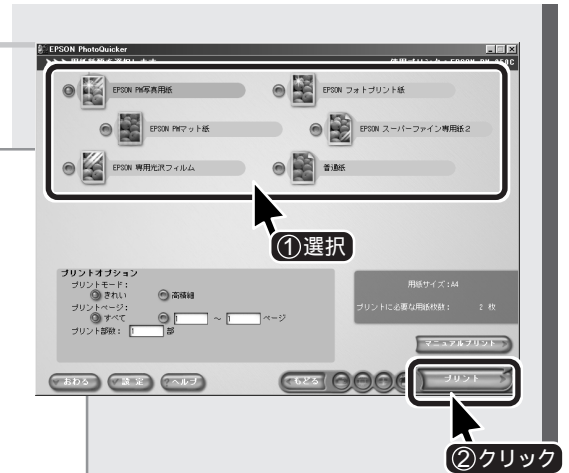 EPSON PhotoQuicker
EPSON PM写真用紙
EPSON フォトプリント紙
EPSON PMマット紙
EPSON スーパーファイン専用紙2
EPSON 専用光沢フィルム
普通紙
①選択
プリントオプション
プリントモード:
きれい 高精細
プリントページ:
すべて 1 ～ 1 ページ
プリント部数: 1 部
用紙サイズ:A4
プリントに必要な用紙枚数: 2 枚
マニュアルプリント
おわる 設定 ?ヘルプ もどる プリント
②クリック